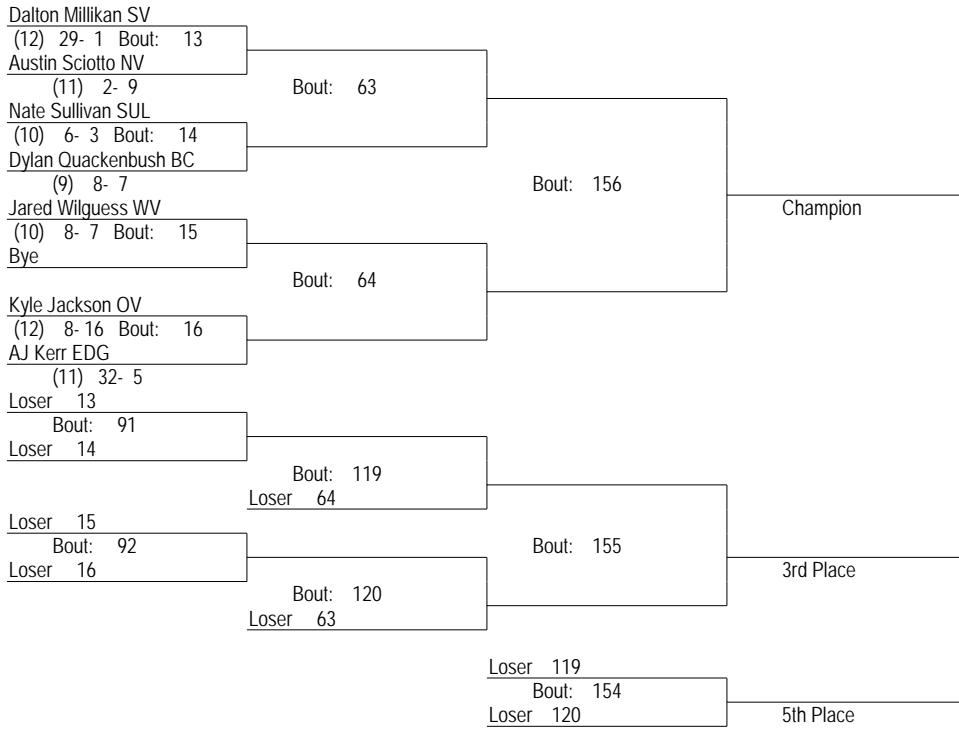 Dalton Millikan SV
(12) 29- 1 Bout: 13
Austin Sciotto NV
(11) 2- 9
Bout: 63
Nate Sullivan SUL
(10) 6- 3 Bout: 14
Dylan Quackenbush BC
(9) 8- 7
Bout: 156
Jared Wilguess WV
Champion
(10) 8- 7 Bout: 15
Bye
Bout: 64
Kyle Jackson OV
(12) 8- 16 Bout: 16
AJ Kerr EDG
(11) 32- 5
Loser 13
Bout: 91
Loser 14
Bout: 119
Loser 64
Loser 15
Bout: 92
Loser 16
Bout: 155
3rd Place
Bout: 120
Loser 63
Loser 119
Bout: 154
Loser 120
5th Place